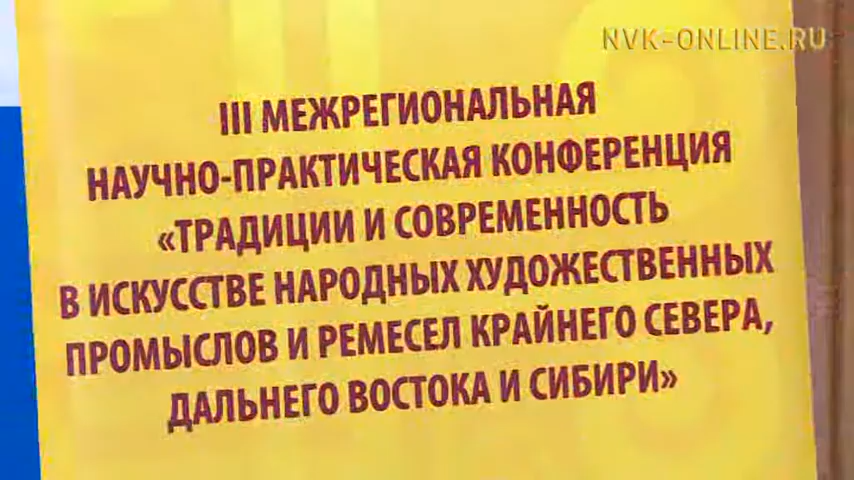 NVK-ONLINE.RU
III МЕЖРЕГИОНАЛЬНАЯ
НАУЧНО-ПРАКТИЧЕСКАЯ КОНФЕРЕНЦИЯ
«ТРАДИЦИИ И СОВРЕМЕННОСТЬ
В ИСКУССТВЕ НАРОДНЫХ ХУДОЖЕСТВЕННЫХ
ПРОМЫСЛОВ И РЕМЕСЕЛ КРАЙНЕГО СЕВЕРА,
ДАЛЬНЕГО ВОСТОКА И СИБИРИ»